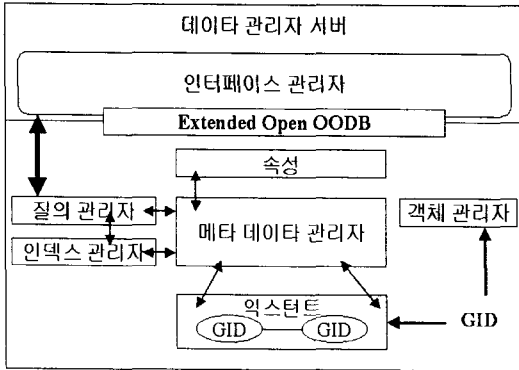 데이타 관리자 서버
인터페이스 관리자
Extended Open OODB
속성
질의 관리자
메타 데이타 관리자
객체 관리자
인덱스 관리자
익스턴트
GID
GID
GID